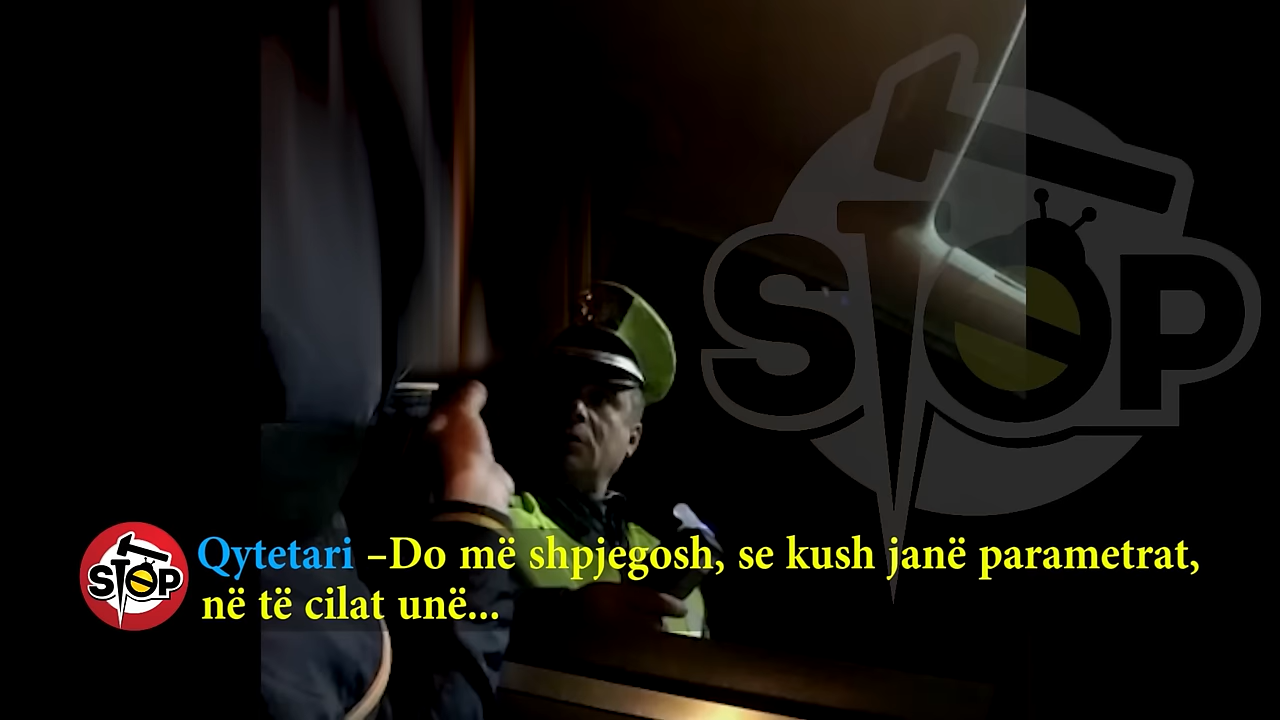 STOP
STOP
Qytetari –Do më shpjegosh, se kush janë parametrat,
në të cilat unë...